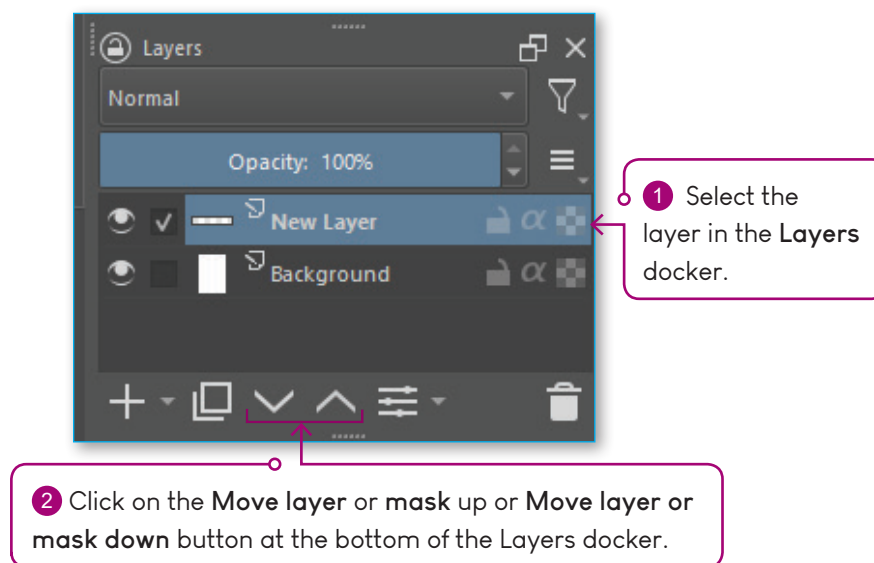 Layers
Normal
Opacity: 100%
New Layer
Background
1 Select the
layer in the Layers
docker.
2 Click on the Move layer or mask up or Move layer or
mask down button at the bottom of the Layers docker.